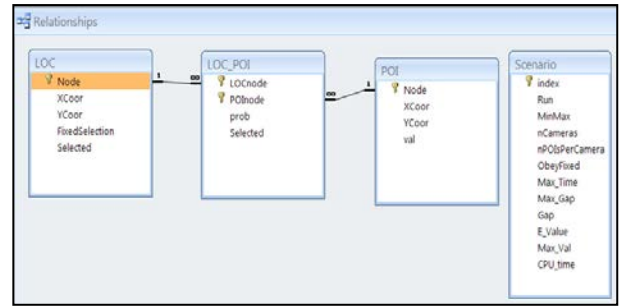 Relationships
LOC
Node
XCoor
YCoor
FixedSelection
Selected
1
∞
LOC_POI
LOCnode
POInode
prob
Selected
∞
1
POI
Node
XCoor
YCoor
val
Scenario
index
Run
MinMax
nCameras
nPOIsPerCamera
ObeyFixed
Max_Time
Max_Gap
Gap
E_Value
Max_Val
CPU_time